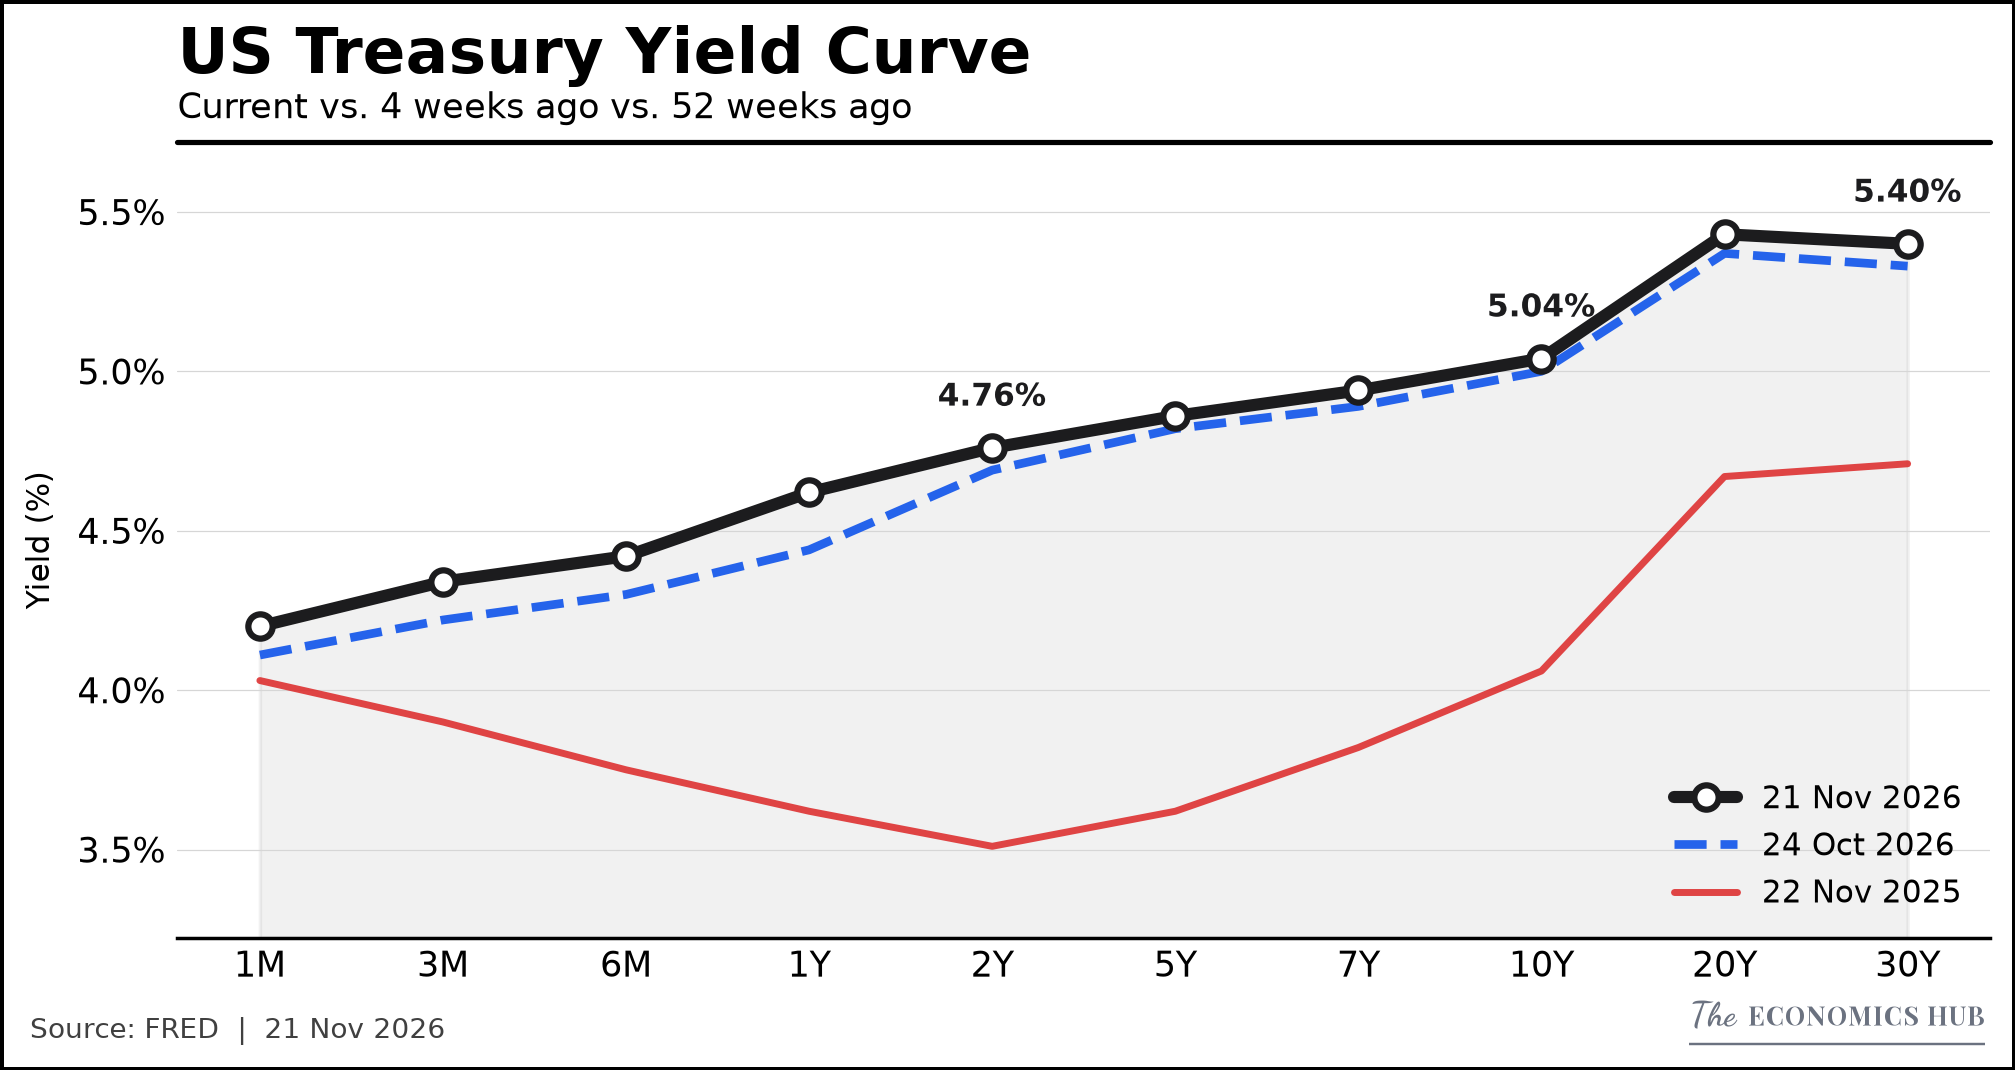 US Treasury Yield Curve
Current vs. 4 weeks ago vs. 52 weeks ago
Yield (%)
5.5%
5.0%
4.5%
4.0%
3.5%
4.76%
5.04%
5.40%
21 Nov 2026
24 Oct 2026
22 Nov 2025
1M 3M 6M 1Y 2Y 5Y 7Y 10Y 20Y 30Y
Source: FRED | 21 Nov 2026
The ECONOMICS HUB